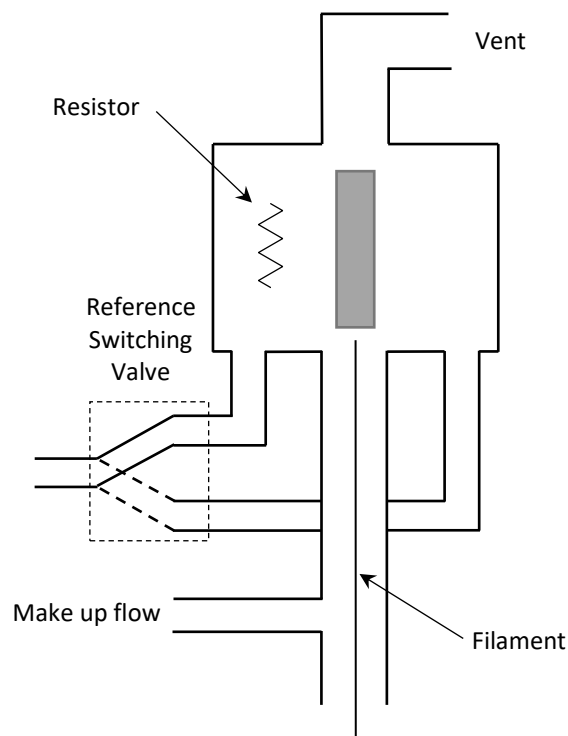 Vent
Resistor
Reference
Switching
Valve
Make up flow
Filament